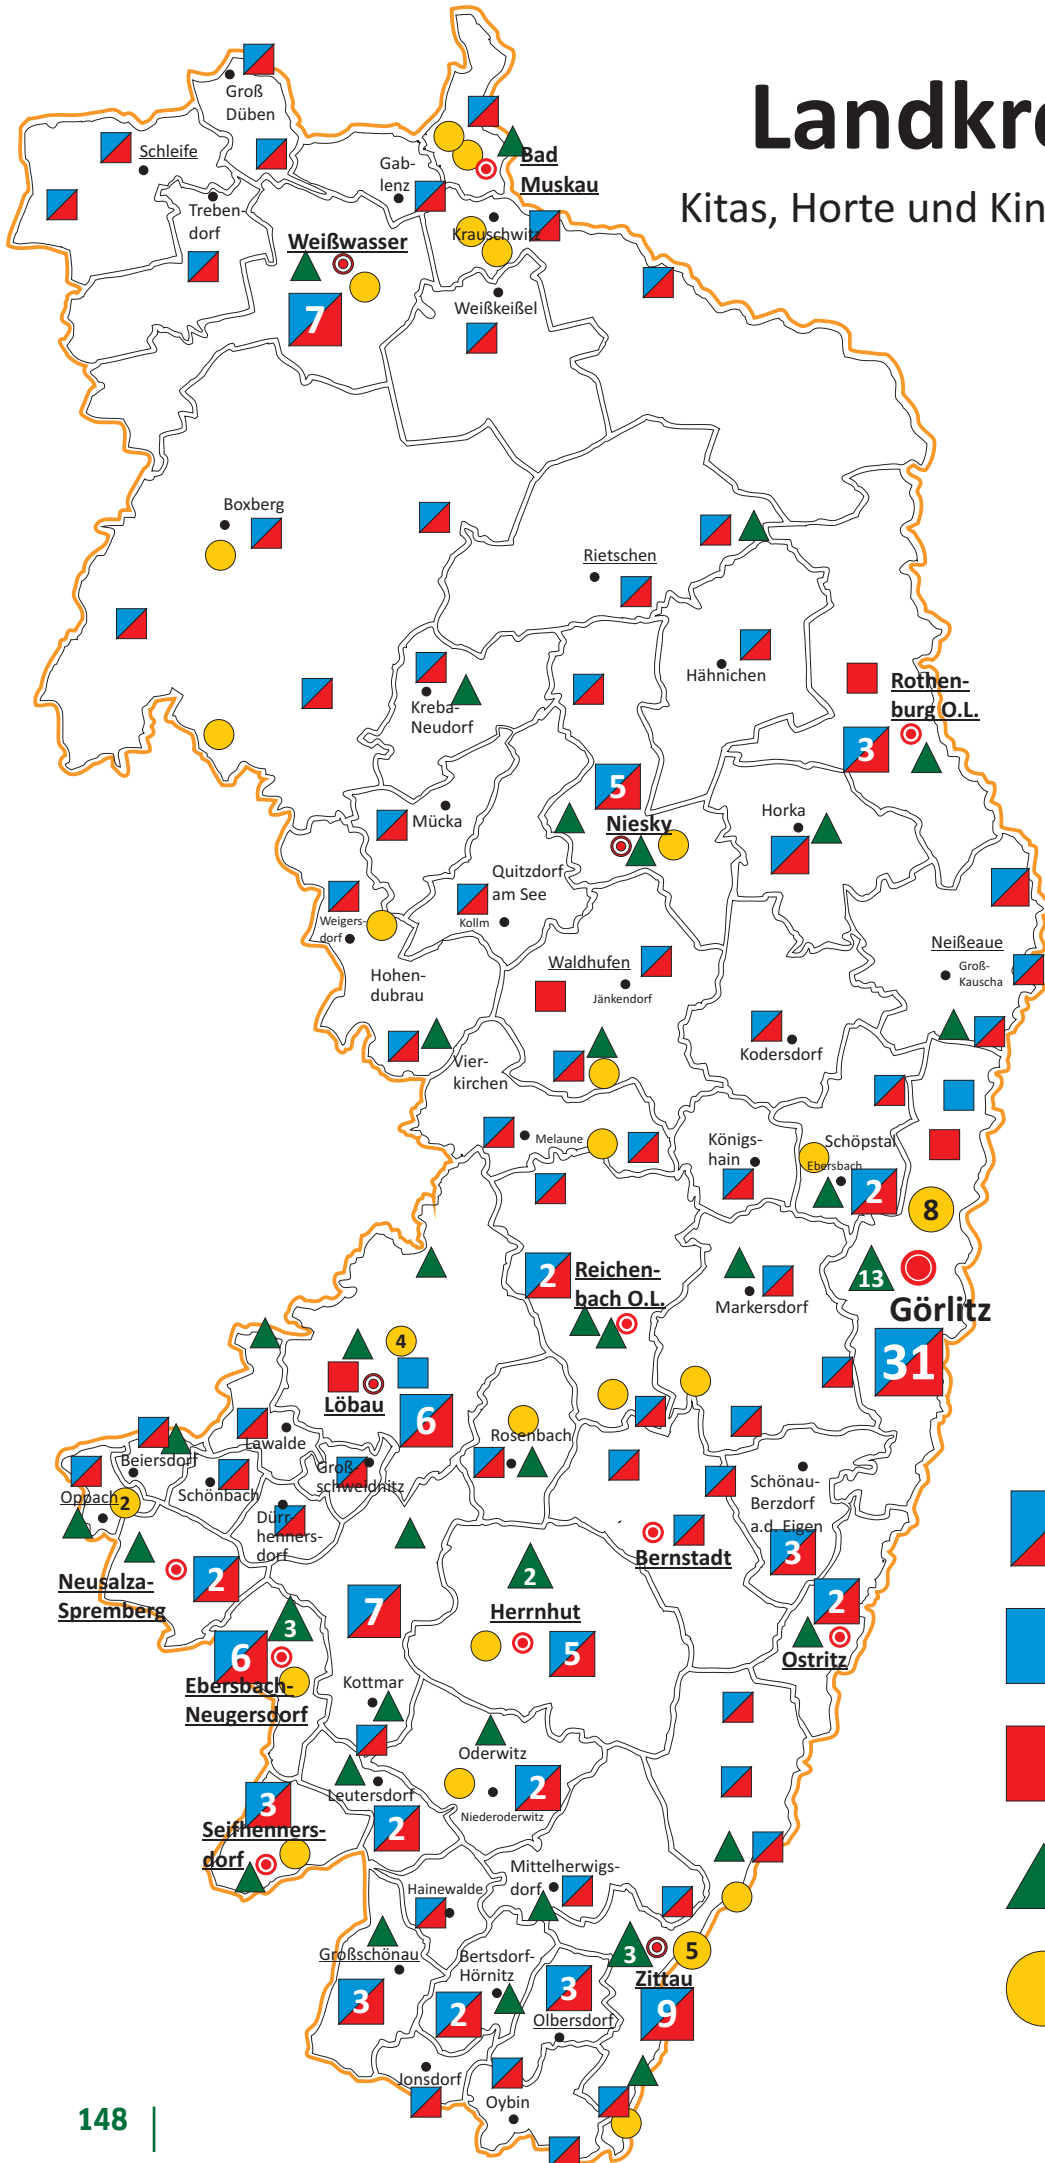 Landkre
Kitas, Horte und Kin
Groß
Düben
Schleife
Treben-
dorf
Gab-
lenz
Bad
Muskau
Krauschwitz
Weißwasser
7
Weißkeißel
Boxberg
Rietschen
Hähnichen
Kreba-
Neudorf
Rothen-
burg O.L.
3
5
Niesky
Mücka
Horka
Quitzdorf
am See
Kollm
Weigers-
dorf
Hohen-
dubrau
Waldhufen
Jänkendorf
Neißeaue
Groß-
Kauscha
Kodersdorf
Vier-
kirchen
Melaune
Königs-
hain
Schöpstal
Ebersbach
2
8
13
Görlitz
31
2
Reichen-
bach O.L.
Markersdorf
4
Löbau
6
Rosenbach
Lawalde
Beiersdorf
Groß-
schweidnitz
Schönbach
Oppach
2
Dürr-
henners-
dorf
Schönau-
Berzdorf
a.d. Eigen
3
Bernstadt
Neusalza-
Spremberg
2
2
Herrnhut
5
7
3
6
Ebersbach-
Neugersdorf
2
Ostritz
Kottmar
Oderwitz
Niederoderwitz
2
Leutersdorf
2
3
Seifhenners-
dorf
Mittelherwigs-
dorf
Hainewalde
Großschönau
3
Bertsdorf-
Hörnitz
2
3
Olbersdorf
3
5
Zittau
9
Jonsdorf
Oybin
148